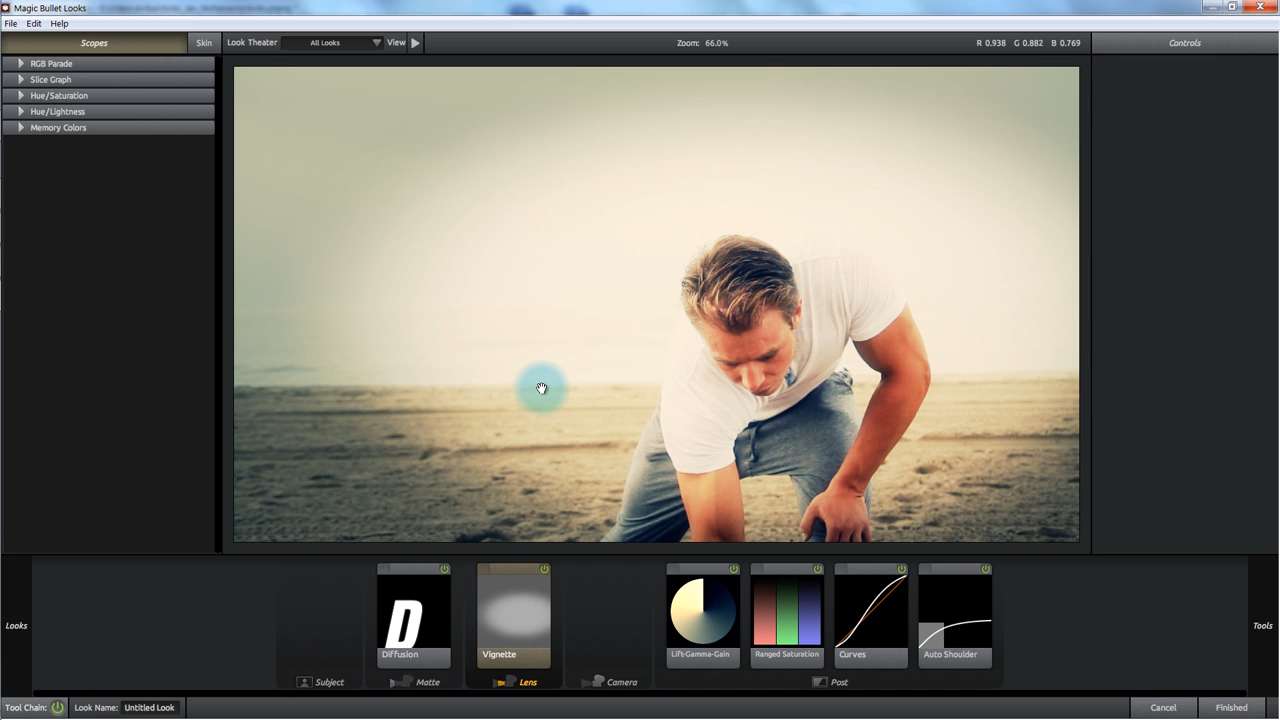 Magic Bullet Looks
File Edit Help
Scopes Skin Look Theater All Looks View Zoom: 66.0% R 0.938 G 0.882 B 0.769 Controls
RGB Parade
Slice Graph
Hue/Saturation
Hue/Lightness
Memory Colors
D
Diffusion Vignette Lift-Gamma-Gain Ranged Saturation Curves Auto Shoulder
Looks Tools
Subject Matte Lens Camera Post
Tool Chain: Look Name: Untitled Look Cancel Finished